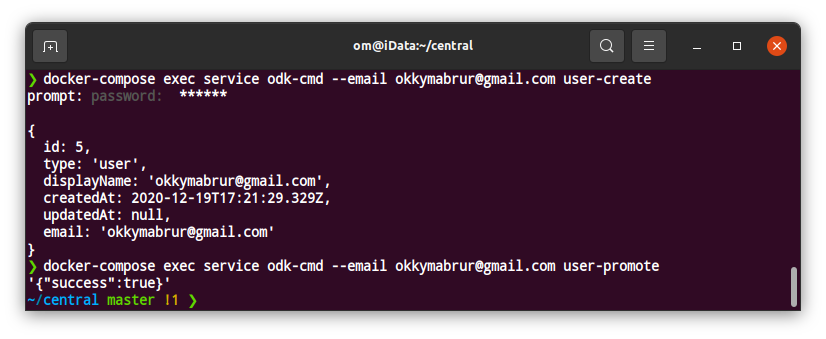 om@iData:~/central
❯ docker-compose exec service odk-cmd --email okkymabrur@gmail.com user-create
prompt: password:  ******
{
  id: 5,
  type: 'user',
  displayName: 'okkymabrur@gmail.com',
  createdAt: 2020-12-19T17:21:29.329Z,
  updatedAt: null,
  email: 'okkymabrur@gmail.com'
}
❯ docker-compose exec service odk-cmd --email okkymabrur@gmail.com user-promote
'{"success":true}'
~/central master !1 ❯